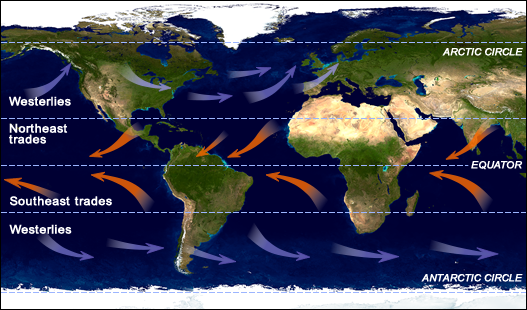 ARCTIC CIRCLE
Westerlies
Northeast
trades
EQUATOR
Southeast trades
Westerlies
ANTARCTIC CIRCLE